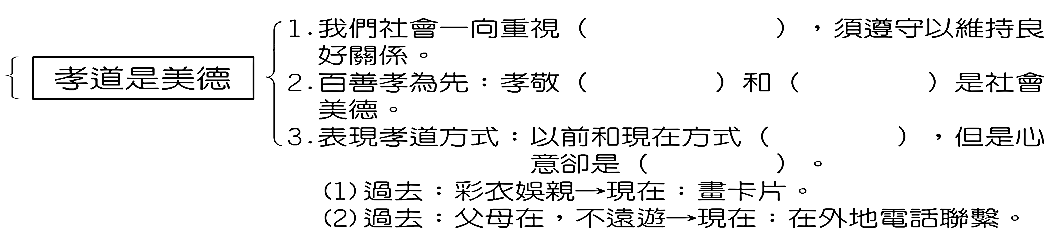 孝道是美德
1.我們社會一向重視（　　　　　　），須遵守以維持良
好關係。
2.百善孝為先：孝敬（　　　　）和（　　　　）是社會
美德。
3.表現孝道方式：以前和現在方式（　　　　），但是心
意卻是（　　　　）。
(1)過去：彩衣娛親→現在：畫卡片。
(2)過去：父母在，不遠遊→現在：在外地電話聯繫。